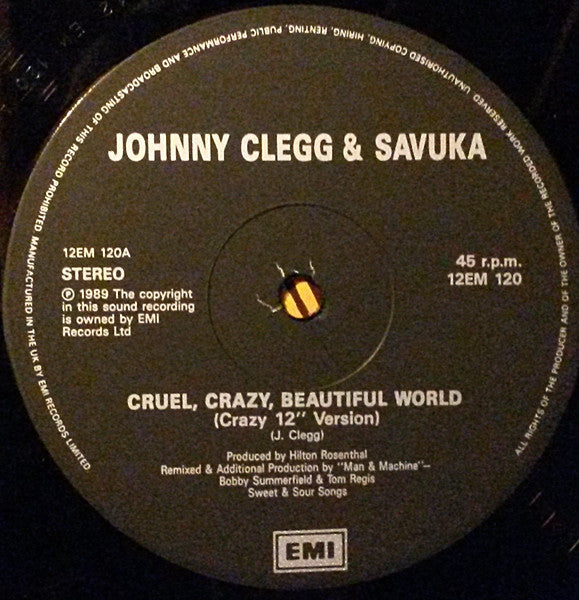 JOHNNY CLEGG & SAVUKA
12EM 120A
STEREO
℗ 1989 The copyright
in this sound recording
is owned by EMI
Records Ltd
45 r.p.m.
12EM 120
CRUEL, CRAZY, BEAUTIFUL WORLD
(Crazy 12" Version)
(J. Clegg)
Produced by Hilton Rosenthal
Remixed & Additional Production by "Man & Machine"–
Bobby Summerfield & Tom Regis
Sweet & Sour Songs
EMI
ALL RIGHTS OF THE PRODUCER AND OF THE OWNER OF THE RECORDED WORK RESERVED UNAUTHORISED COPYING, HIRING, RENTING, PUBLIC PERFORMANCE AND BROADCASTING OF THIS RECORD PROHIBITED MANUFACTURED IN THE UK BY EMI RECORDS LIMITED